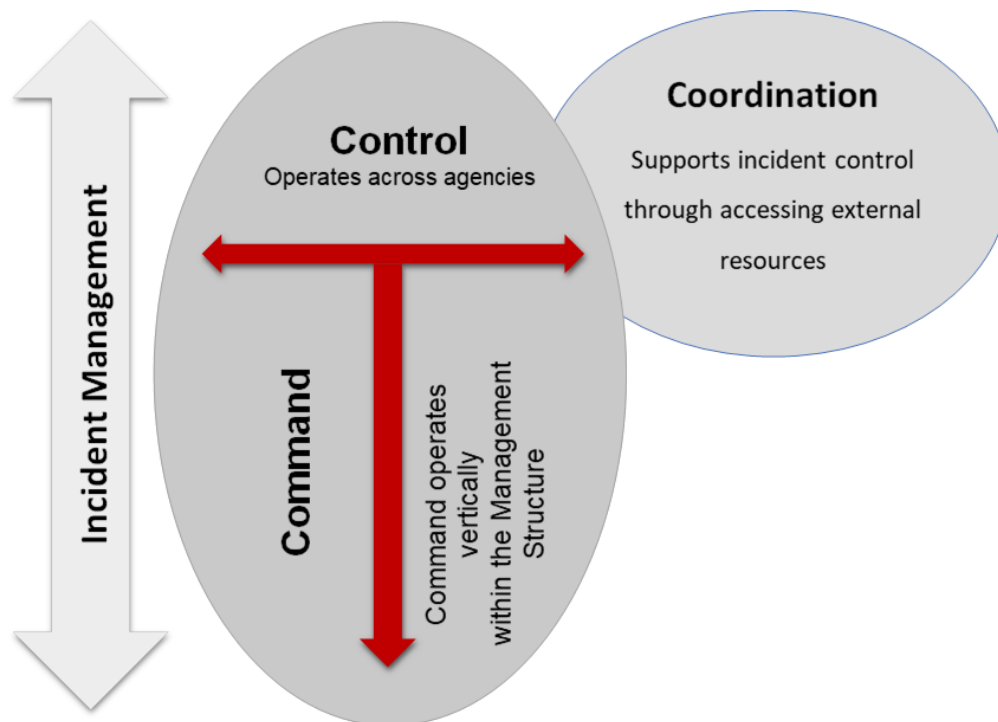 Incident Management
Control
Operates across agencies
Command
Command operates
vertically
within the Management
Structure
Coordination
Supports incident control
through accessing external
resources